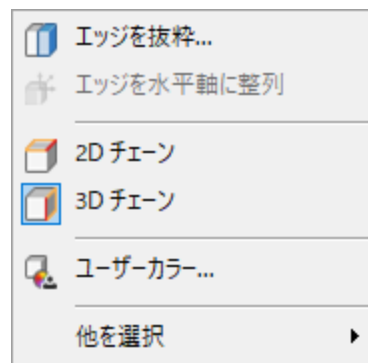 エッジを抜粋...
エッジを水平軸に整列
2D チェーン
3D チェーン
ユーザーカラー...
他を選択